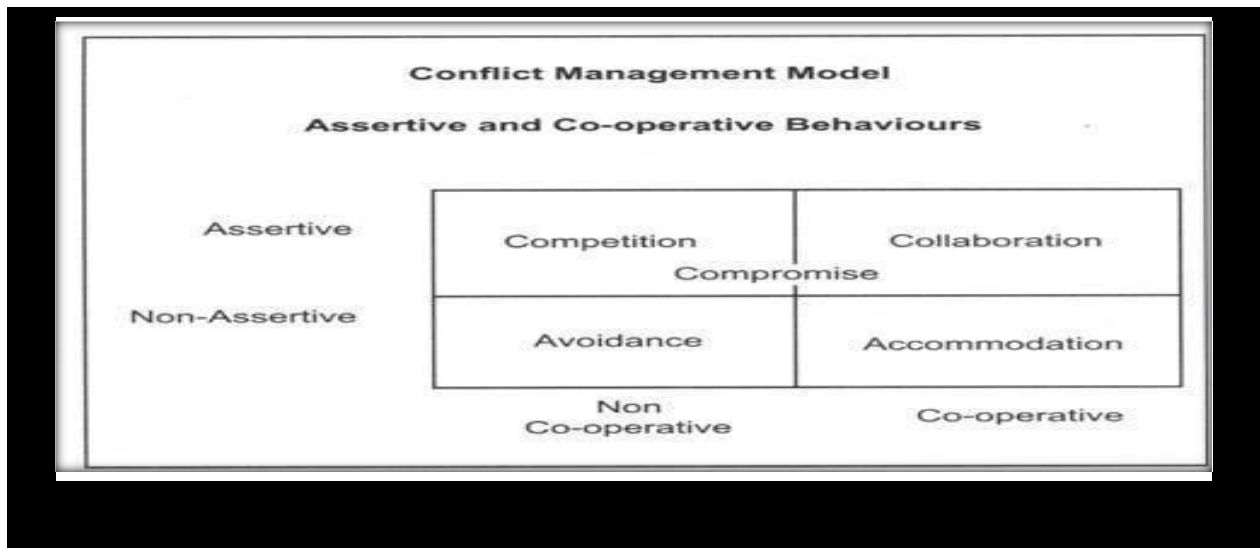 Conflict Management Model
Assertive and Co-operative Behaviours
Assertive
Competition
Collaboration
Compromise
Non-Assertive
Avoidance
Accommodation
Non
Co-operative
Co-operative